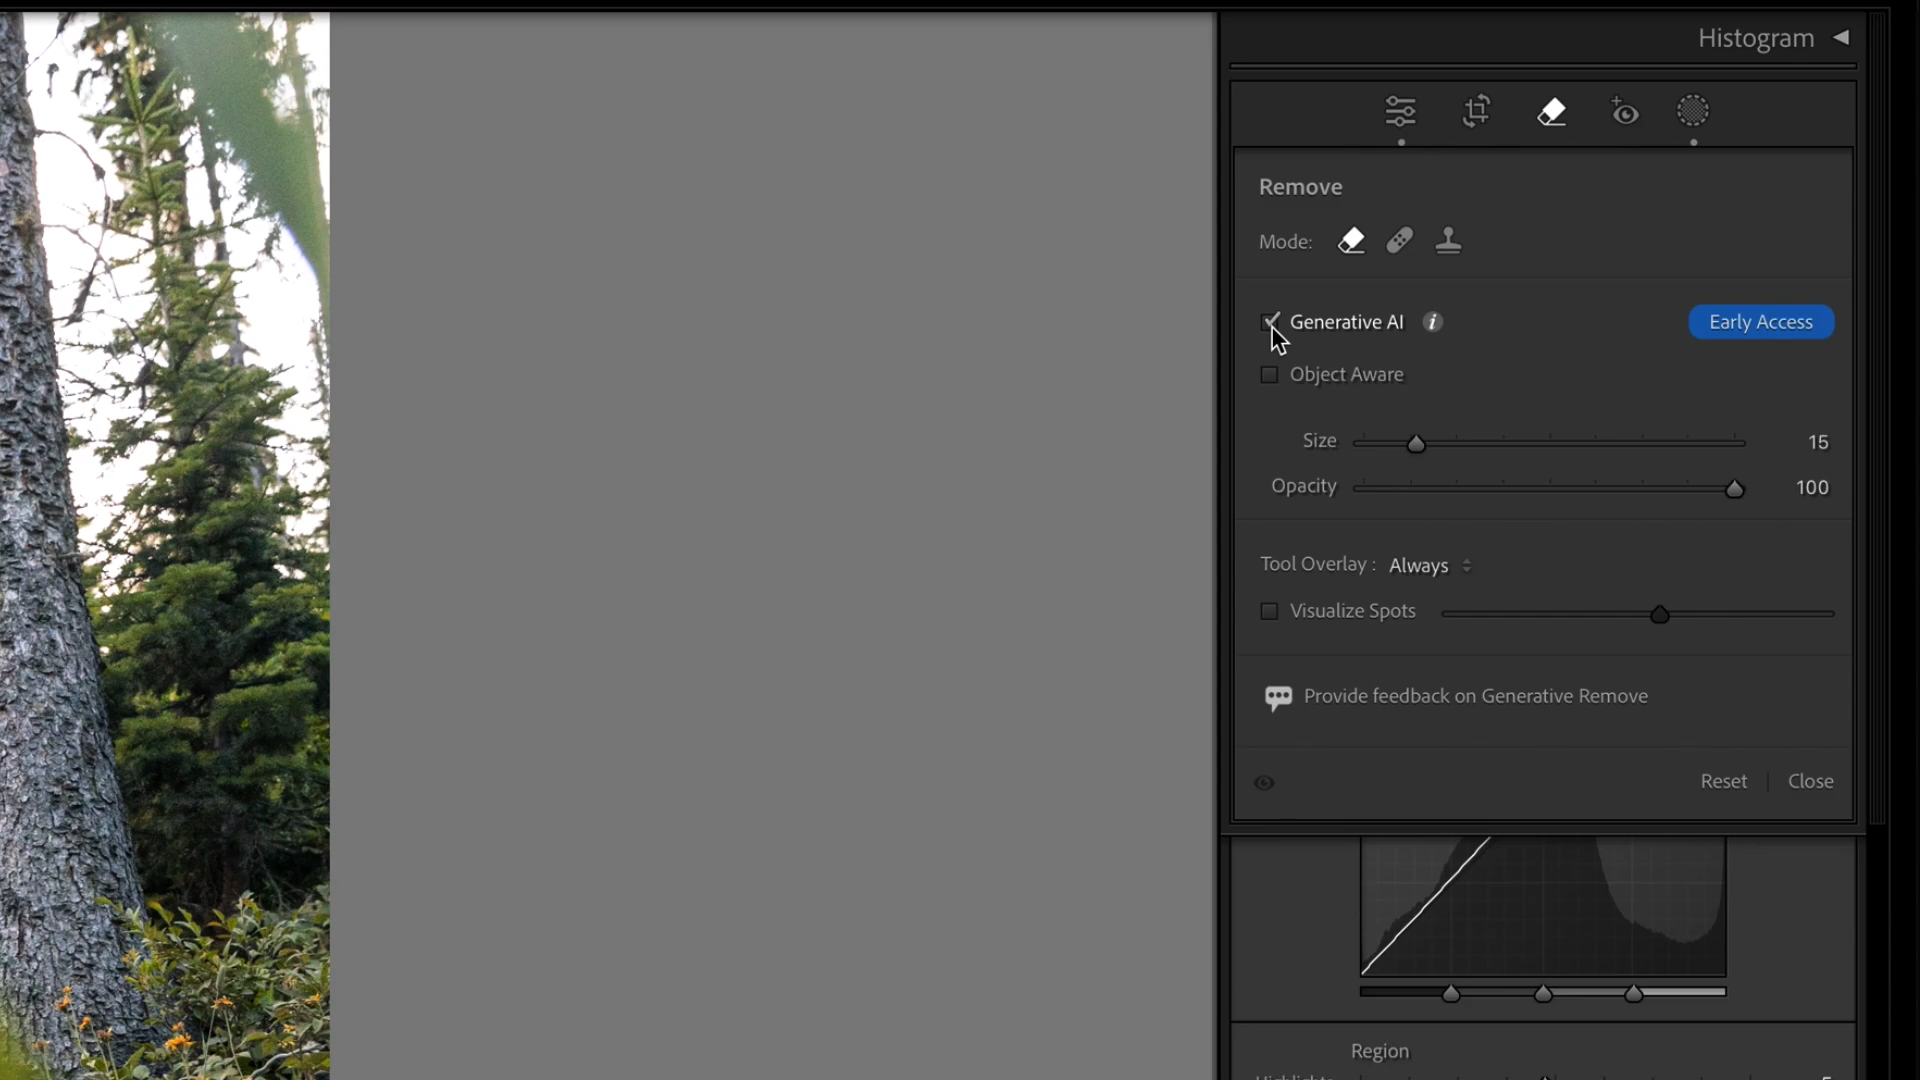 Histogram
Remove
Mode:
Generative AI i Early Access
Object Aware
Size 15
Opacity 100
Tool Overlay : Always
Visualize Spots
Provide feedback on Generative Remove
Reset Close
Region